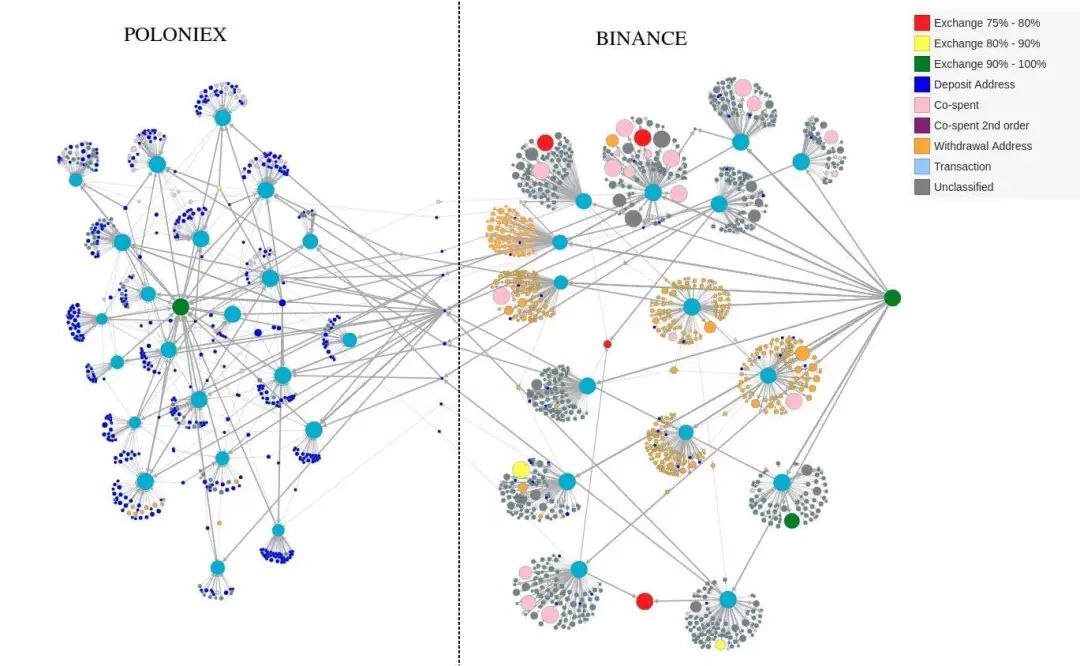 POLONIEX
BINANCE
Exchange 75% - 80%
Exchange 80% - 90%
Exchange 90% - 100%
Deposit Address
Co-spent
Co-spent 2nd order
Withdrawal Address
Transaction
Unclassified